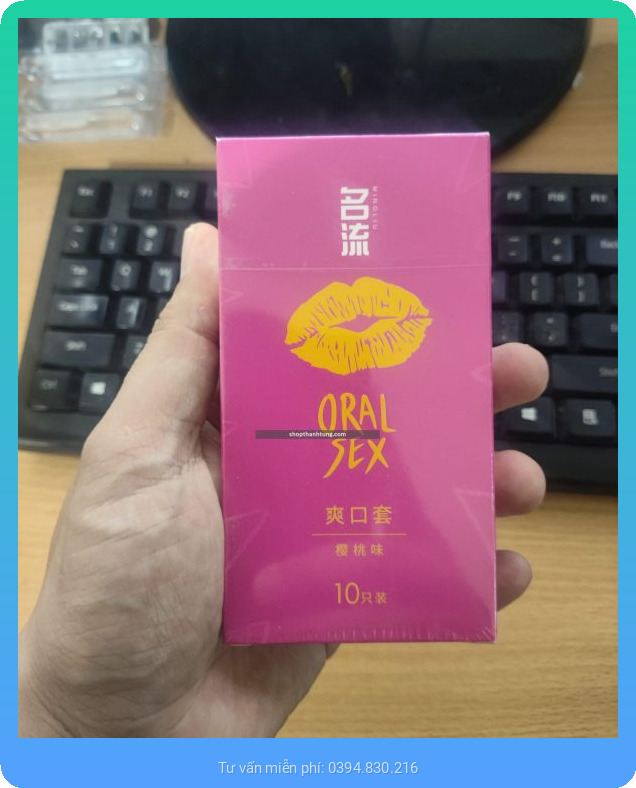 名流
MINGLIU
ORAL
shopthanhtung.com
SEX
爽口套
樱桃味
10只装
Tư vấn miễn phí: 0394.830.216